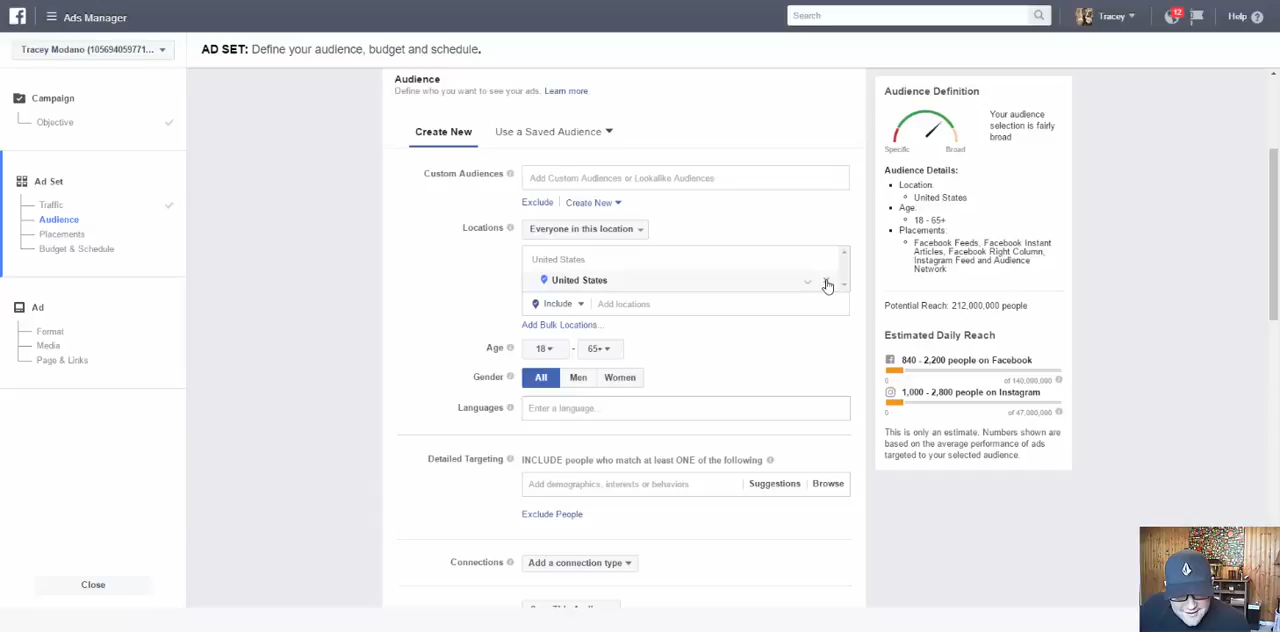 Ads Manager
Search
Tracey
12
Help
Tracey Modano (105694059771...
AD SET: Define your audience, budget and schedule.
Campaign
Objective
Ad Set
Traffic
Audience
Placements
Budget & Schedule
Ad
Format
Media
Page & Links
Close
Audience
Define who you want to see your ads. Learn more.
Create New
Use a Saved Audience
Custom Audiences
Add Custom Audiences or Lookalike Audiences
Exclude
Create New
Locations
Everyone in this location
United States
United States
Include
Add locations
Add Bulk Locations...
Age
18
-
65+
Gender
All
Men
Women
Languages
Enter a language...
Detailed Targeting
INCLUDE people who match at least ONE of the following
Add demographics, interests or behaviors
Suggestions
Browse
Exclude People
Connections
Add a connection type
Audience Definition
Your audience
selection is fairly
broad
Specific
Broad
Audience Details:
Location:
United States
Age:
18 - 65+
Placements:
Facebook Feeds, Facebook Instant
Articles, Facebook Right Column,
Instagram Feed and Audience
Network
Potential Reach: 212,000,000 people
Estimated Daily Reach
840 - 2,200 people on Facebook
0
of 140,000,000
1,000 - 2,800 people on Instagram
0
of 47,000,000
This is only an estimate. Numbers shown are
based on the average performance of ads
targeted to your selected audience.